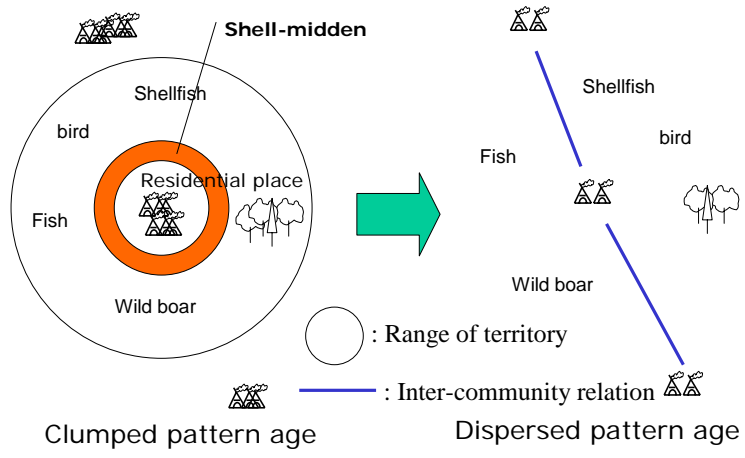 Shell-midden
Shellfish
bird
Residential place
Fish
Wild boar
Shellfish
bird
Fish
Wild boar
: Range of territory
: Inter-community relation
Clumped pattern age
Dispersed pattern age